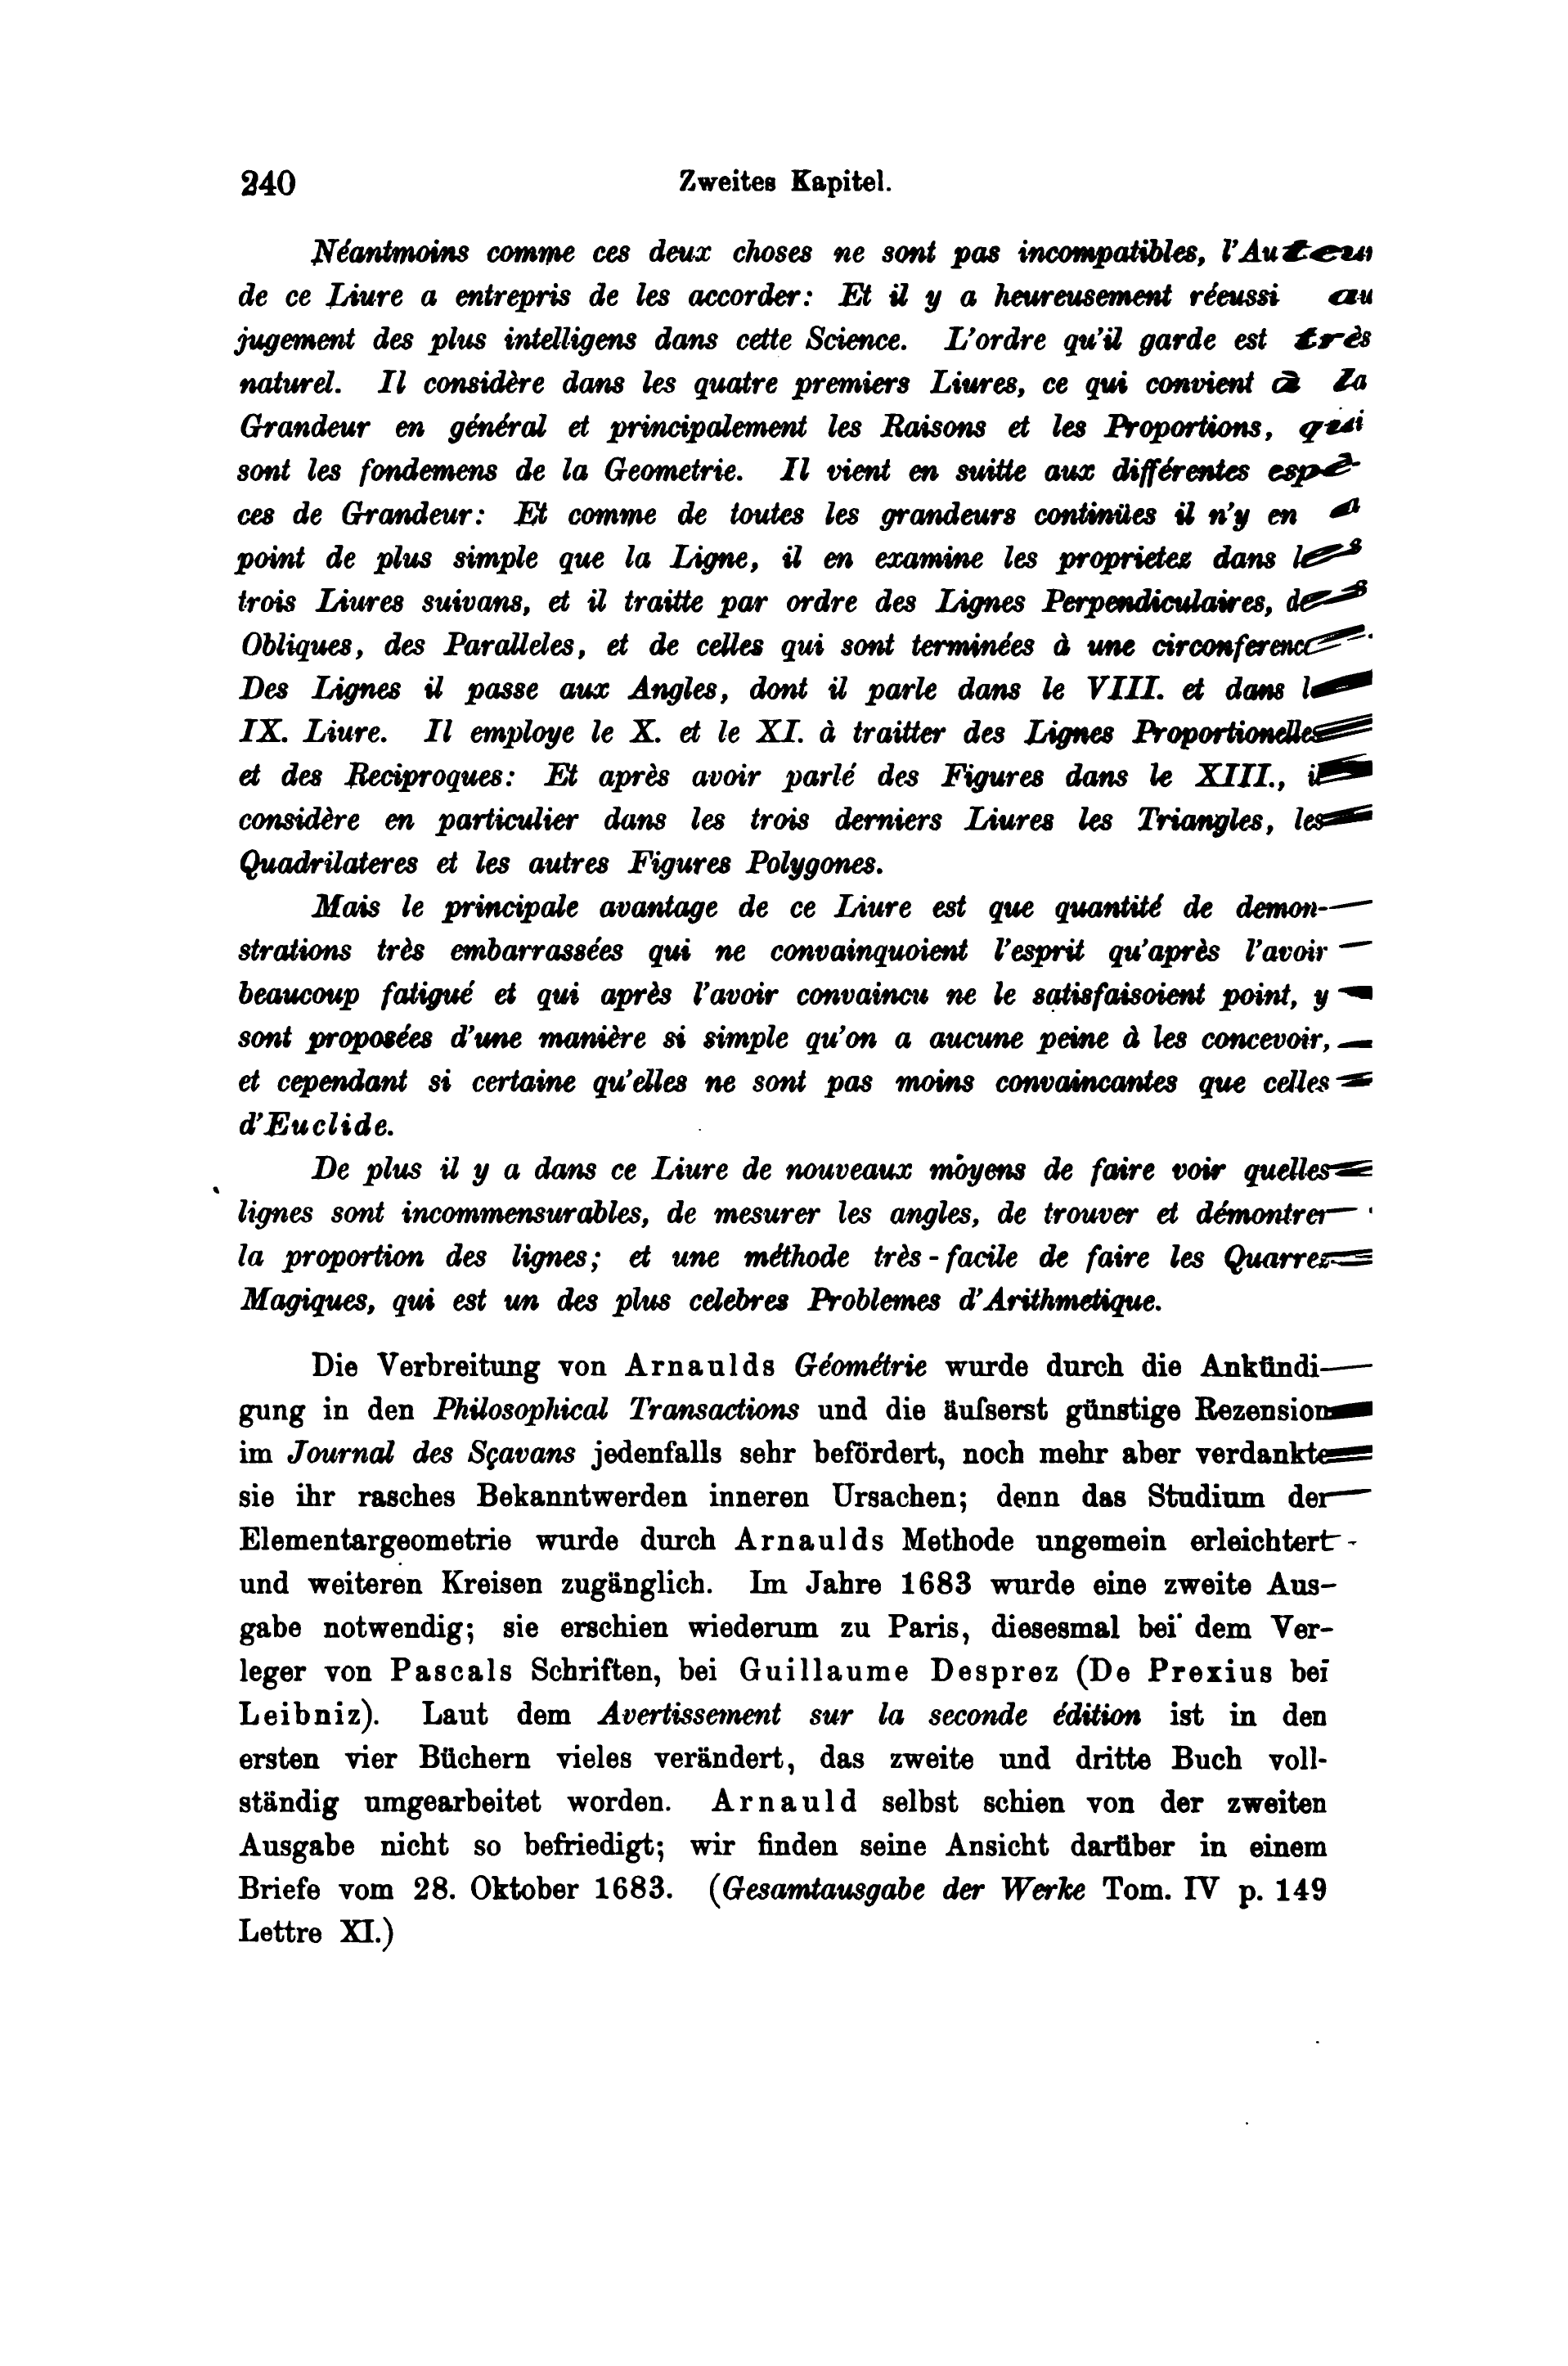 240 Zweites Kapitel.
Néantmoins comme ces deux choses ne sont pas incompatibles, l'Auteur
de ce Liure a entrepris de les accorder: Et il y a heureusement réeussi au
jugement des plus intelligens dans cette Science. L'ordre qu'il garde est très
naturel. Il considère dans les quatre premiers Liures, ce qui convient à la
Grandeur en général et principalement les Raisons et les Proportions, qui
sont les fondemens de la Geometrie. Il vient en suitte aux différentes espè-
ces de Grandeur: Et comme de toutes les grandeurs continües il n'y en a
point de plus simple que la Ligne, il en examine les proprietez dans les
trois Liures suivans, et il traitte par ordre des Lignes Perpendiculaires, des
Obliques, des Paralleles, et de celles qui sont terminées à une circonference.
Des Lignes il passe aux Angles, dont il parle dans le VIII. et dans le
IX. Liure. Il employe le X. et le XI. à traitter des Lignes Proportionelles
et des Reciproques: Et après avoir parlé des Figures dans le XIII., il
considère en particulier dans les trois derniers Liures les Triangles, les
Quadrilateres et les autres Figures Polygones.
Mais le principale avantage de ce Liure est que quantité de demon-
strations très embarrassées qui ne convainquoient l'esprit qu'après l'avoir
beaucoup fatigué et qui après l'avoir convaincu ne le satisfaisoient point, y
sont proposées d'une manière si simple qu'on a aucune peine à les concevoir,
et cependant si certaine qu'elles ne sont pas moins convaincantes que celles
d'Euclide.
De plus il y a dans ce Liure de nouveaux moyens de faire voir quelles
lignes sont incommensurables, de mesurer les angles, de trouver et démontrer
la proportion des lignes; et une méthode très-facile de faire les Quarrez
Magiques, qui est un des plus celebres Problemes d'Arithmetique.
Die Verbreitung von Arnaulds Géométrie wurde durch die Ankündi-
gung in den Philosophical Transactions und die äuſserst günstige Rezension
im Journal des Sçavans jedenfalls sehr befördert, noch mehr aber verdankte
sie ihr rasches Bekanntwerden inneren Ursachen; denn das Studium der
Elementargeometrie wurde durch Arnaulds Methode ungemein erleichtert
und weiteren Kreisen zugänglich. Im Jahre 1683 wurde eine zweite Aus-
gabe notwendig; sie erschien wiederum zu Paris, diesesmal bei dem Ver-
leger von Pascals Schriften, bei Guillaume Desprez (De Prexius bei
Leibniz). Laut dem Avertissement sur la seconde édition ist in den
ersten vier Büchern vieles verändert, das zweite und dritte Buch voll-
ständig umgearbeitet worden. Arnauld selbst schien von der zweiten
Ausgabe nicht so befriedigt; wir finden seine Ansicht darüber in einem
Briefe vom 28. Oktober 1683. (Gesamtausgabe der Werke Tom. IV p. 149
Lettre XI.)